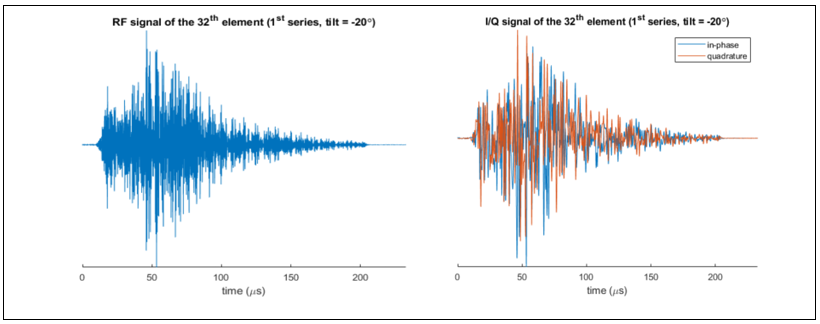 RF signal of the 32th element (1st series, tilt = -20°)
0 50 100 150 200
time (μs)
I/Q signal of the 32th element (1st series, tilt = -20°)
in-phase
quadrature
0 50 100 150 200
time (μs)